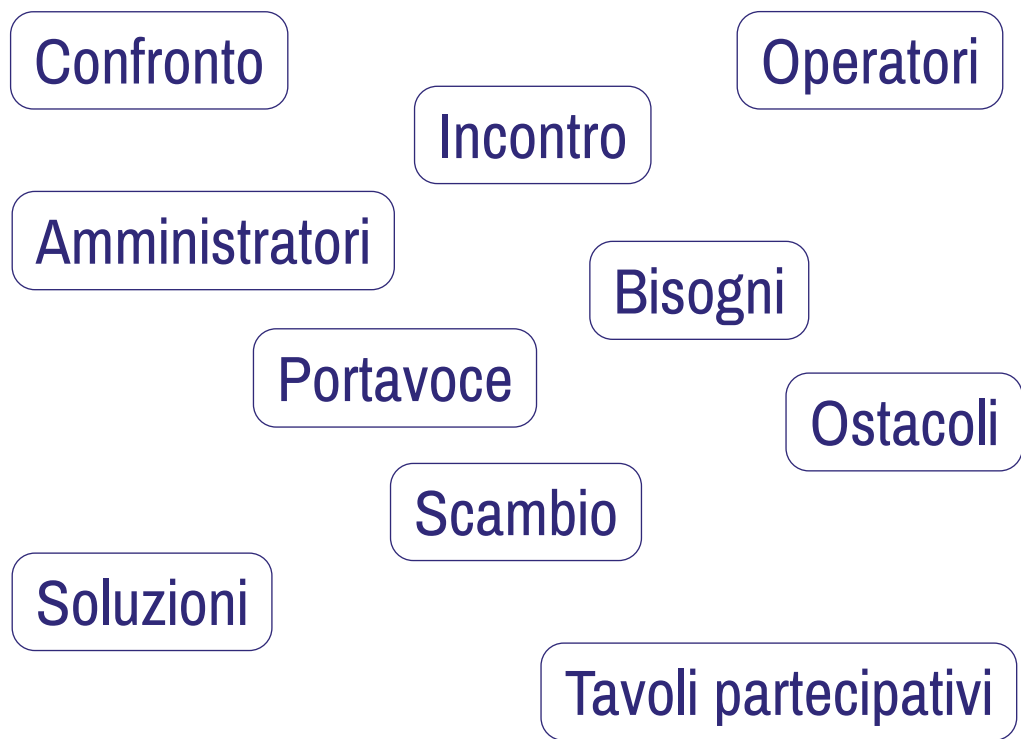 Confronto
Operatori
Incontro
Amministratori
Bisogni
Portavoce
Ostacoli
Scambio
Soluzioni
Tavoli partecipativi